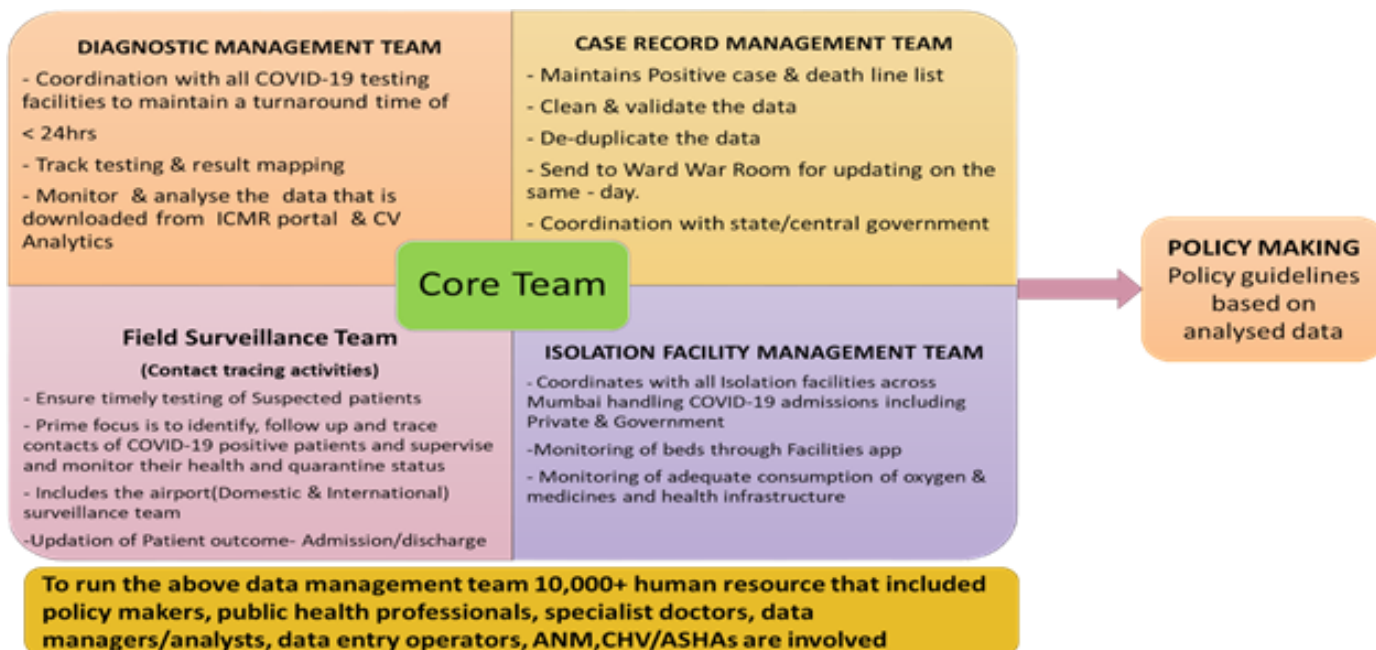 DIAGNOSTIC MANAGEMENT TEAM
- Coordination with all COVID-19 testing
facilities to maintain a turnaround time of
< 24hrs
- Track testing & result mapping
- Monitor & analyse the data that is
downloaded from ICMR portal & CV
Analytics
CASE RECORD MANAGEMENT TEAM
- Maintains Positive case & death line list
- Clean & validate the data
- De-duplicate the data
- Send to Ward War Room for updating on the
same - day.
- Coordination with state/central government
Core Team
Field Surveillance Team
(Contact tracing activities)
- Ensure timely testing of Suspected patients
- Prime focus is to identify, follow up and trace
contacts of COVID-19 positive patients and supervise
and monitor their health and quarantine status
- Includes the airport(Domestic & International)
surveillance team
-Updation of Patient outcome- Admission/discharge
ISOLATION FACILITY MANAGEMENT TEAM
- Coordinates with all Isolation facilities across
Mumbai handling COVID-19 admissions including
Private & Government
-Monitoring of beds through Facilities app
- Monitoring of adequate consumption of oxygen &
medicines and health infrastructure
POLICY MAKING
Policy guidelines
based on
analysed data
To run the above data management team 10,000+ human resource that included
policy makers, public health professionals, specialist doctors, data
managers/analysts, data entry operators, ANM,CHV/ASHAs are involved